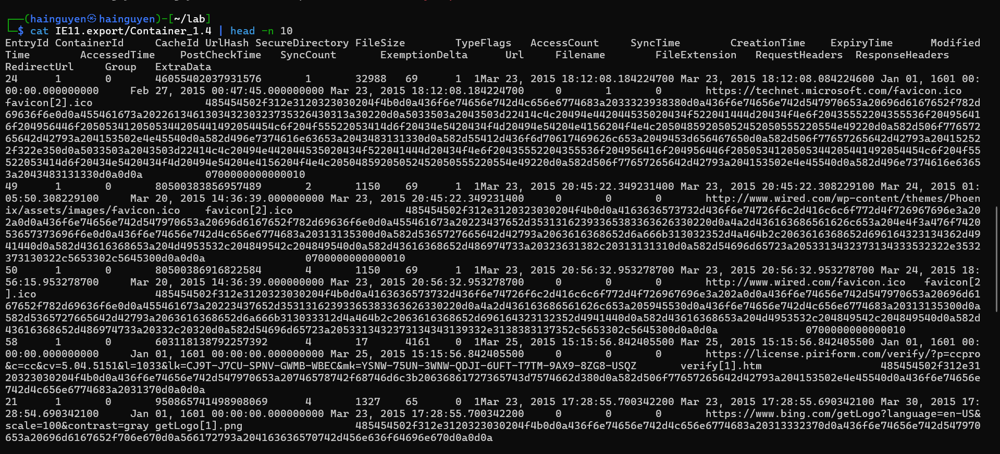 ┌──(hainguyen㉿hainguyen)-[~/lab]
└─$ cat IE11.export/Container_1.4 | head -n 10
EntryId ContainerId     CacheId UrlHash SecureDirectory FileSize        TypeFlags   AccessCount     SyncTime        CreationTime    ExpiryTime      Modified
Time        AccessedTime    PostCheckTime   SyncCount       ExemptionDelta      Url     Filename        FileExtension   RequestHeaders  ResponseHeaders
RedirectUrl     Group   ExtraData
24      1       0       46055402037931576       1       32988   69      1  1Mar 23, 2015 18:12:08.184224700 Mar 23, 2015 18:12:08.084224600 Jan 01, 1601 00:
00:00.000000000     Feb 27, 2015 00:47:45.000000000 Mar 23, 2015 18:12:08.184224700     0       1       0       https://technet.microsoft.com/favicon.ico
favicon[2].ico                  485454502f312e3120323030204f4b0d0a436f6e74656e742d4c656e6774683a2033323938380d0a436f6e74656e742d547970653a20696d6167652f782d
69636f6e0d0a455461673a202261346130343230323735326430313a30220d0a5033503a2043503d22414c4c20494e442044535020434f522041444d20434f4e6f20435552204355536f20495641
6f204956446f205053412050534420544149205445 4c6f204f55522053414d6f20434e5420434f4d20494e54204e4156204f4e4c20504859205052452050555220554e49220d0a582d506f776572
65642d42793a204153502e4e45540d0a582d496e7374616e63653a2043483131330d0a582d55412d436f6d70617469626c653a2049453d656467650d0a582d506f77657265642d42793a20415252
2f322e350d0a5033503a2043503d22414c4c20494e442044535020434f522041444d20434f4e6f20435552204355536f204956416f204956446f20505341205053442054414920544 54c6f204f55
522053414d6f20434e5420434f4d20494e54204e4156204f4e4c20504859205052452050555220554e49220d0a582d506f77657265642d42793a204153502e4e45540d0a582d496e7374616e6365
3a2043483131330d0a0d0a          0700000000000010
49      1       0       80500383856957489       2       1150    69      1  1Mar 23, 2015 20:45:22.349231400 Mar 23, 2015 20:45:22.308229100 Mar 24, 2015 01:
05:50.308229100     Mar 20, 2015 14:36:39.000000000 Mar 23, 2015 20:45:22.349231400     0       0       0       http://www.wired.com/wp-content/themes/Phoen
ix/assets/images/favicon.ico    favicon[2].ico                  485454502f312e3120323030204f4b0d0a4163636573732d436f6e74726f6c2d416c6c6f772d4f726967696e3a20
2a0d0a436f6e74656e742d547970653a20696d6167652f782d69636f6e0d0a455461673a20223437652d35313162393365383363626330220d0a4a2d436163686561626c653a204e4f3a476f7420
53657373696f6e0d0a436f6e74656e742d4c656e6774683a20313135300d0a582d5365727665642d42793a2063616368652d6a666b313032352d4a464b2c2063616368652d696164323134362d49
41440d0a582d43616368653a204d4953532c204849542c204849540d0a582d43616368652d486974733a20323631382c20313131310d0a582d54696d65723a2053313432373134333532322e3532
373130322c5653302c5645300d0a0d0a                0700000000000010
50      1       0       80500386916822584       4       1150    69      1  1Mar 23, 2015 20:56:32.953278700 Mar 23, 2015 20:56:32.953278700 Mar 24, 2015 18:
56:15.953278700     Mar 20, 2015 14:36:39.000000000 Mar 23, 2015 20:56:32.953278700     0       0       0       http://www.wired.com/favicon.ico   favicon[2
].ico                   485454502f312e3120323030204f4b0d0a4163636573732d436f6e74726f6c2d416c6c6f772d4f726967696e3a202a0d0a436f6e74656e742d547970653a20696d61
67652f782d69636f6e0d0a455461673a20223437652d35313162393365383363626330220d0a4a2d436163686561626c653a205945530d0a436f6e74656e742d4c656e6774683a20313135300d0a
582d5365727665642d42793a2063616368652d6a666b313033312d4a464b2c2063616368652d696164323132352d4941440d0a582d43616368653a204d4953532c204849542c204849540d0a582d
43616368652d486974733a20332c20320d0a582d54696d65723a2053313432373134343139332e3138383137352c5653302c5645300d0a0d0a              0700000000000010
58      1       0       603118138792257392      4       17      4161    0  1Mar 25, 2015 15:15:56.842405500 Mar 25, 2015 15:15:56.842405500 Jan 01, 1601 00:
00:00.000000000     Jan 01, 1601 00:00:00.000000000 Mar 25, 2015 15:15:56.842405500     0       0       0       https://license.piriform.com/verify/?p=ccpro
&c=cc&cv=5.04.5151&l=1033&lk=CJ9T-J7CU-SPNV-GWMB-WBEC&mk=YSNW-75UN-3WNW-QDJI-6UFT-T7TM-9AX9-8ZG8-USQZ       verify[1].htm                   485454502f312e31
20323030204f4b0d0a436f6e74656e742d547970653a20746578742f68746d6c3b20636861727365743d7574662d380d0a582d506f77657265642d42793a204153502e4e45540d0a436f6e74656e
742d4c656e6774683a2031370d0a0d0a
21      1       0       950865741498908069      4       1327    65      0  1Mar 23, 2015 17:28:55.700342200 Mar 23, 2015 17:28:55.690342100 Mar 30, 2015 17:
28:54.690342100     Jan 01, 1601 00:00:00.000000000 Mar 23, 2015 17:28:55.700342200     0       0       0       https://www.bing.com/getLogo?language=en-US&
scale=100&contrast=gray getLogo[1].png                  485454502f312e3120323030204f4b0d0a436f6e74656e742d4c656e6774683a20313332370d0a436f6e74656e742d547970
653a20696d6167652f706e670d0a566172793a204163636570742d456e636f64696e670d0a0d0a